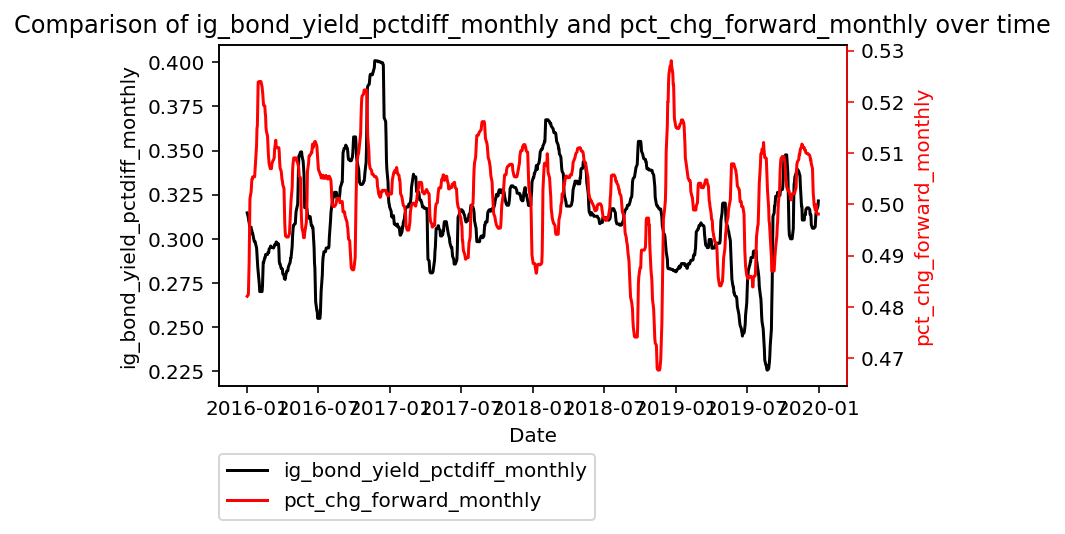 Comparison of ig_bond_yield_pctdiff_monthly and pct_chg_forward_monthly over time
ig_bond_yield_pctdiff_monthly
0.400
0.375
0.350
0.325
0.300
0.275
0.250
0.225
0.53
0.52
0.51
0.50
0.49
0.48
0.47
pct_chg_forward_monthly
2016-01 2016-07 2017-01 2017-07 2018-01 2018-07 2019-01 2019-07 2020-01
Date
ig_bond_yield_pctdiff_monthly
pct_chg_forward_monthly